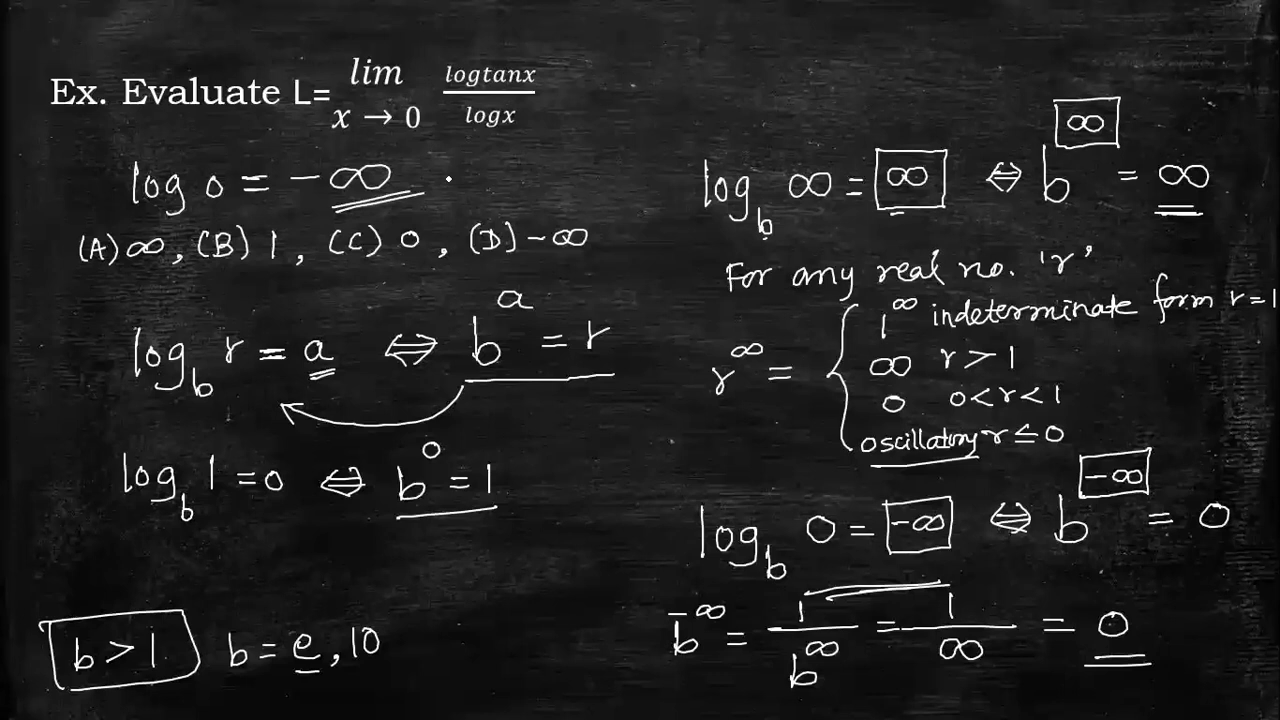 Ex. Evaluate L= lim x → 0 logtanx / logx
log 0 = -∞ .
(A) ∞, (B) 1, (C) 0, (D) -∞
log_b r = a ⇔ b^a = r
log_b 1 = 0 ⇔ b^0 = 1
b > 1 b = e, 10
log_b ∞ = ∞ ⇔ b^∞ = ∞
For any real no. 'r'
r^∞ = { 1^∞ indeterminate form r = 1
∞ r > 1
0 0 < r < 1
oscillatory r ≤ 0
log_b 0 = -∞ ⇔ b^-∞ = 0
b^-∞ = 1 / b^∞ = 1 / ∞ = 0